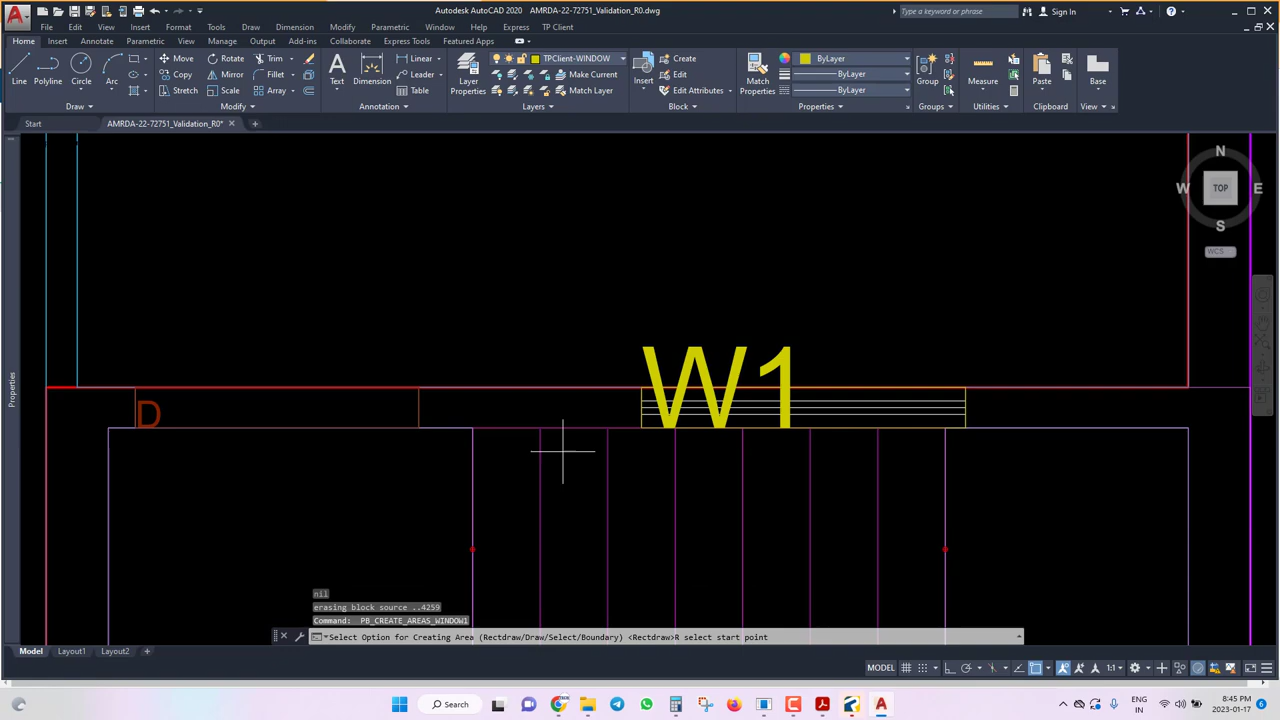 Autodesk AutoCAD 2020 AMRDA-22-72751_Validation_R0.dwg
Type a keyword or phrase
Sign In
File Edit View Insert Format Tools Draw Dimension Modify Parametric Window Help Express TP Client
Home Insert Annotate Parametric View Manage Output Add-ins Collaborate Express Tools Featured Apps
Line Polyline Circle Arc
Move Rotate Trim
Copy Mirror Fillet
Stretch Scale Array
Text Dimension
Linear
Leader
Table
Layer Properties
TPClient-WINDOW
Make Current
Match Layer
Insert
Create
Edit
Edit Attributes
Match Properties
ByLayer
ByLayer
ByLayer
Group
Measure
Paste
Base
Draw Modify Annotation Layers Block Properties Groups Utilities Clipboard View
Start AMRDA-22-72751_Validation_R0*
N
W TOP E
S
WCS
Properties
W1
D
nil
erasing block source ..4259
Command: PB_CREATE_AREAS_WINDOW1
Select Option for Creating Area (Rectdraw/Draw/Select/Boundary) <Rectdraw>R select start point
Model Layout1 Layout2
MODEL 1:1
Search
ENG
IN
8:45 PM
2023-01-17